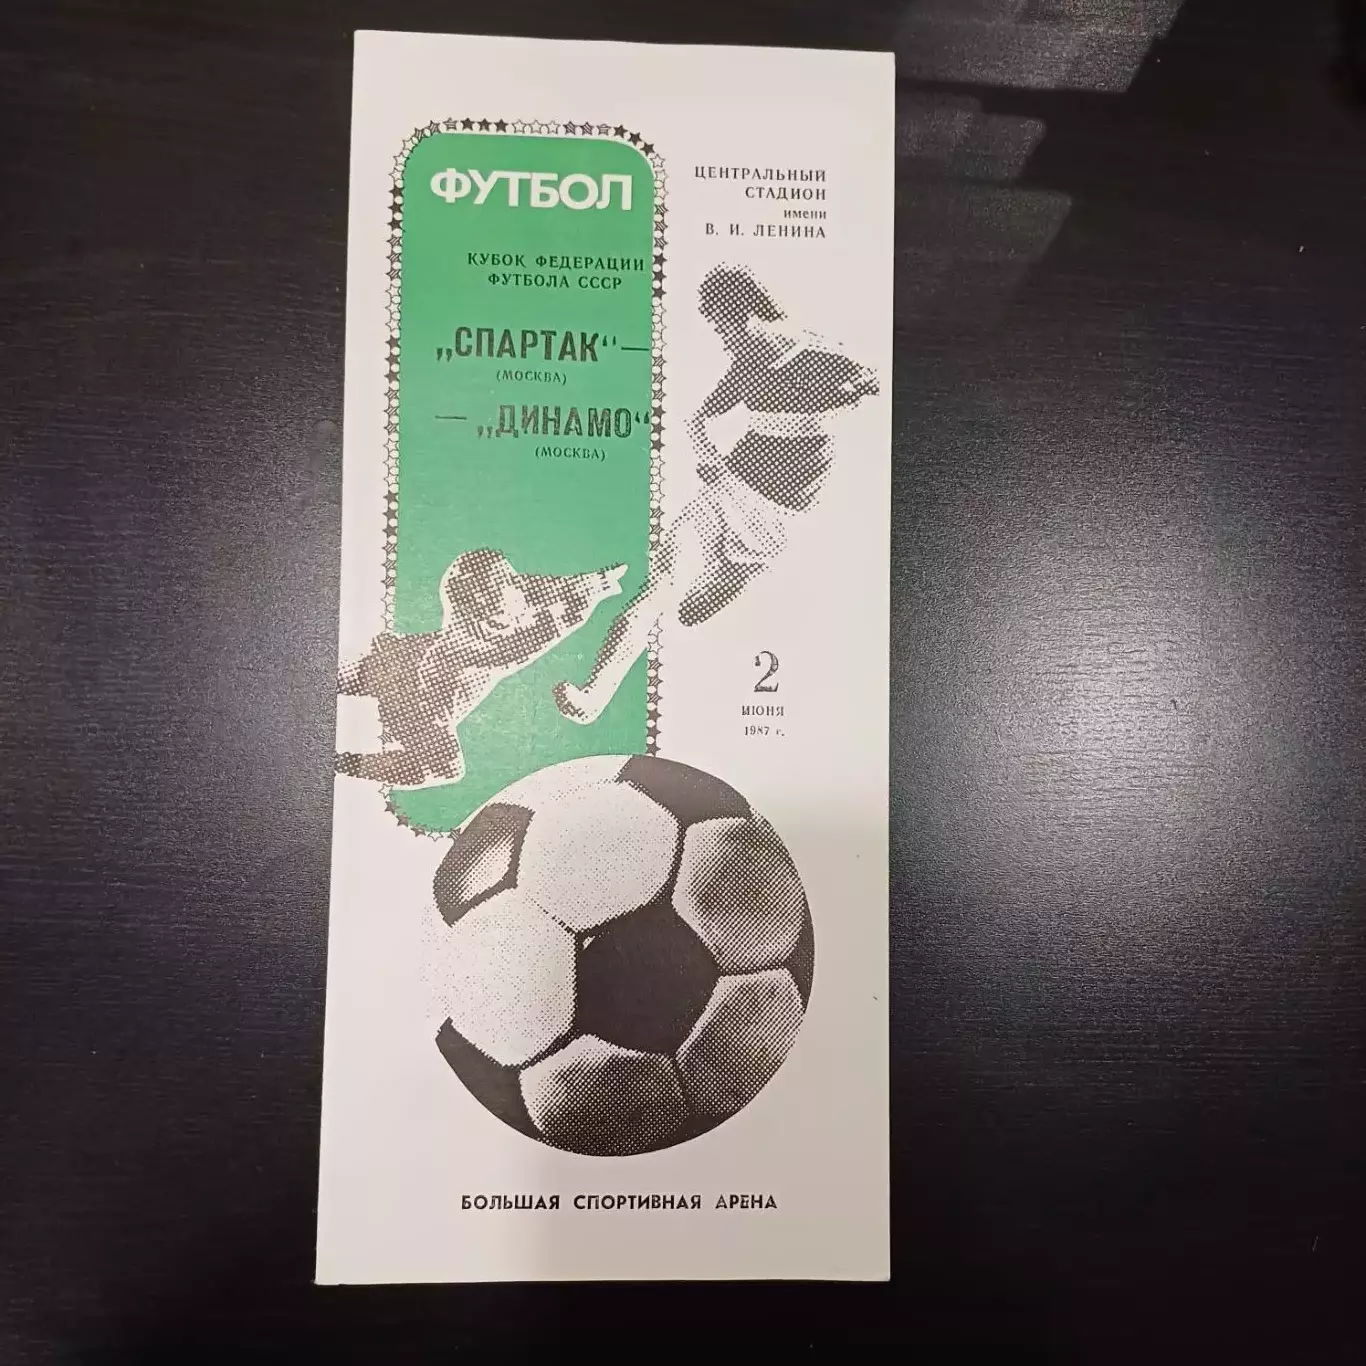 ФУТБОЛ
КУБОК ФЕДЕРАЦИИ
ФУТБОЛА СССР
„СПАРТАК“—
(МОСКВА)
— „ДИНАМО“
(МОСКВА)
ЦЕНТРАЛЬНЫЙ
СТАДИОН
имени
В. И. ЛЕНИНА
2
ИЮНЯ
1987 г.
БОЛЬШАЯ СПОРТИВНАЯ АРЕНА